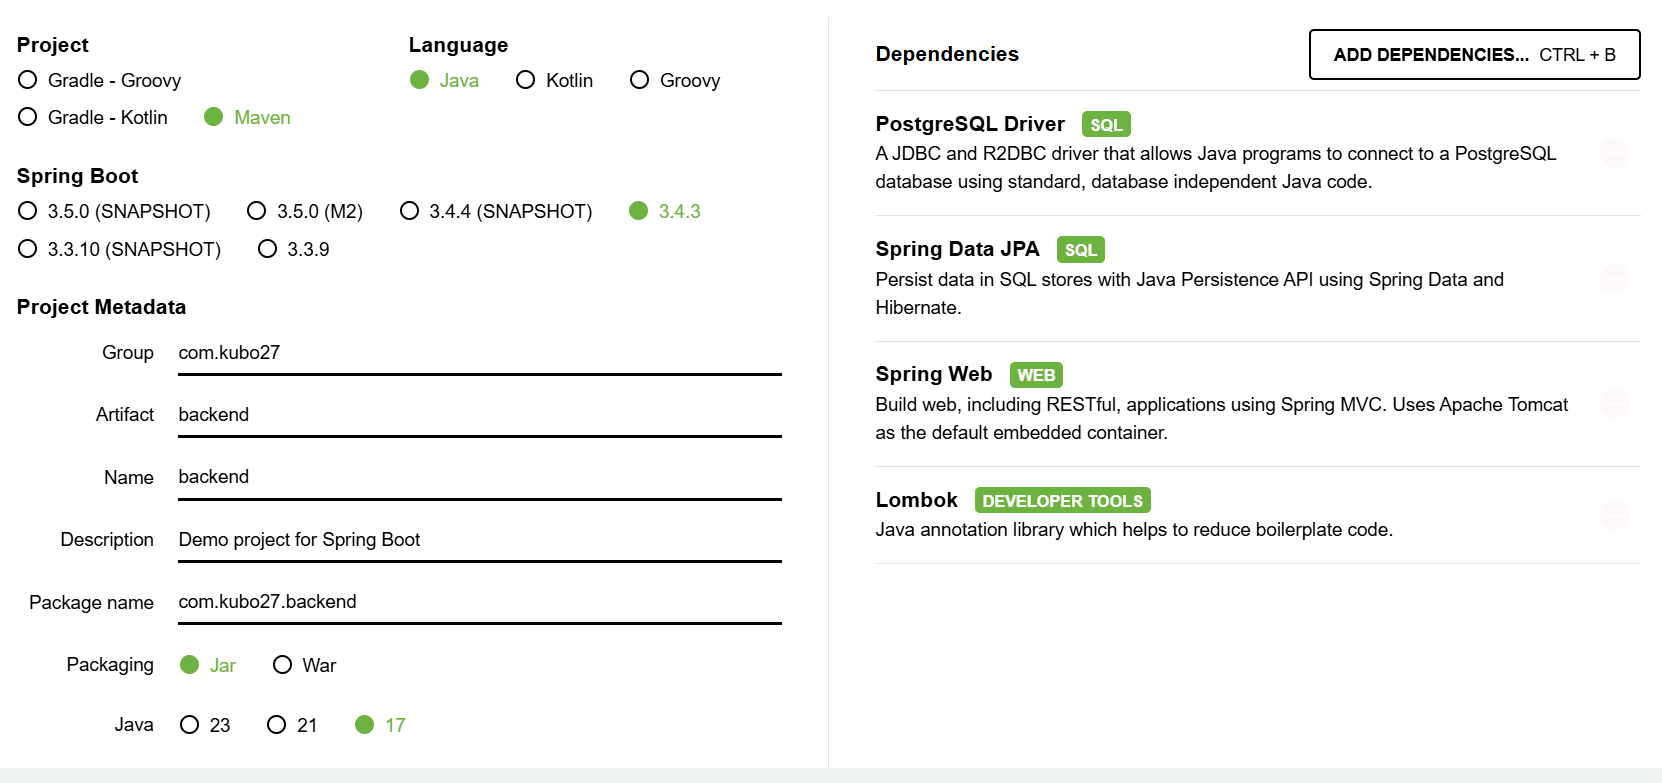 Project
Gradle - Groovy
Gradle - Kotlin Maven
Language
Java Kotlin Groovy
Spring Boot
3.5.0 (SNAPSHOT) 3.5.0 (M2) 3.4.4 (SNAPSHOT) 3.4.3
3.3.10 (SNAPSHOT) 3.3.9
Project Metadata
Group com.kubo27
Artifact backend
Name backend
Description Demo project for Spring Boot
Package name com.kubo27.backend
Packaging Jar War
Java 23 21 17
Dependencies ADD DEPENDENCIES... CTRL + B
PostgreSQL Driver SQL
A JDBC and R2DBC driver that allows Java programs to connect to a PostgreSQL
database using standard, database independent Java code.
Spring Data JPA SQL
Persist data in SQL stores with Java Persistence API using Spring Data and
Hibernate.
Spring Web WEB
Build web, including RESTful, applications using Spring MVC. Uses Apache Tomcat
as the default embedded container.
Lombok DEVELOPER TOOLS
Java annotation library which helps to reduce boilerplate code.